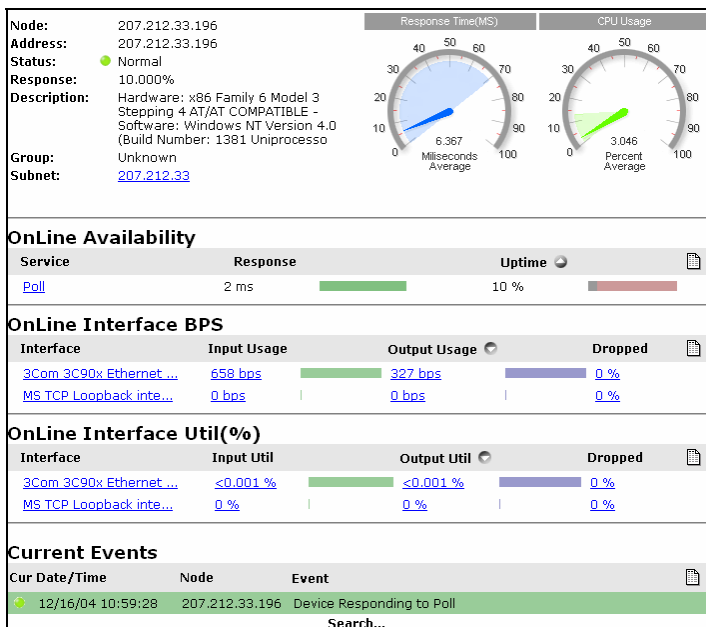 Node: 207.212.33.196
Address: 207.212.33.196
Status: Normal
Response: 10.000%
Description: Hardware: x86 Family 6 Model 3
Stepping 4 AT/AT COMPATIBLE -
Software: Windows NT Version 4.0
(Build Number: 1381 Uniprocesso
Group: Unknown
Subnet: 207.212.33
Response Time(MS)
0 10 20 30 40 50 60 70 80 90 100
6.367
Miliseconds
Average
CPU Usage
0 10 20 30 40 50 60 70 80 90 100
3.046
Percent
Average
OnLine Availability
Service Response Uptime
Poll 2 ms 10 %
OnLine Interface BPS
Interface Input Usage Output Usage Dropped
3Com 3C90x Ethernet ... 658 bps 327 bps 0 %
MS TCP Loopback inte... 0 bps 0 bps 0 %
OnLine Interface Util(%)
Interface Input Util Output Util Dropped
3Com 3C90x Ethernet ... <0.001 % <0.001 % 0 %
MS TCP Loopback inte... 0 % 0 % 0 %
Current Events
Cur Date/Time Node Event
12/16/04 10:59:28 207.212.33.196 Device Responding to Poll
Search...